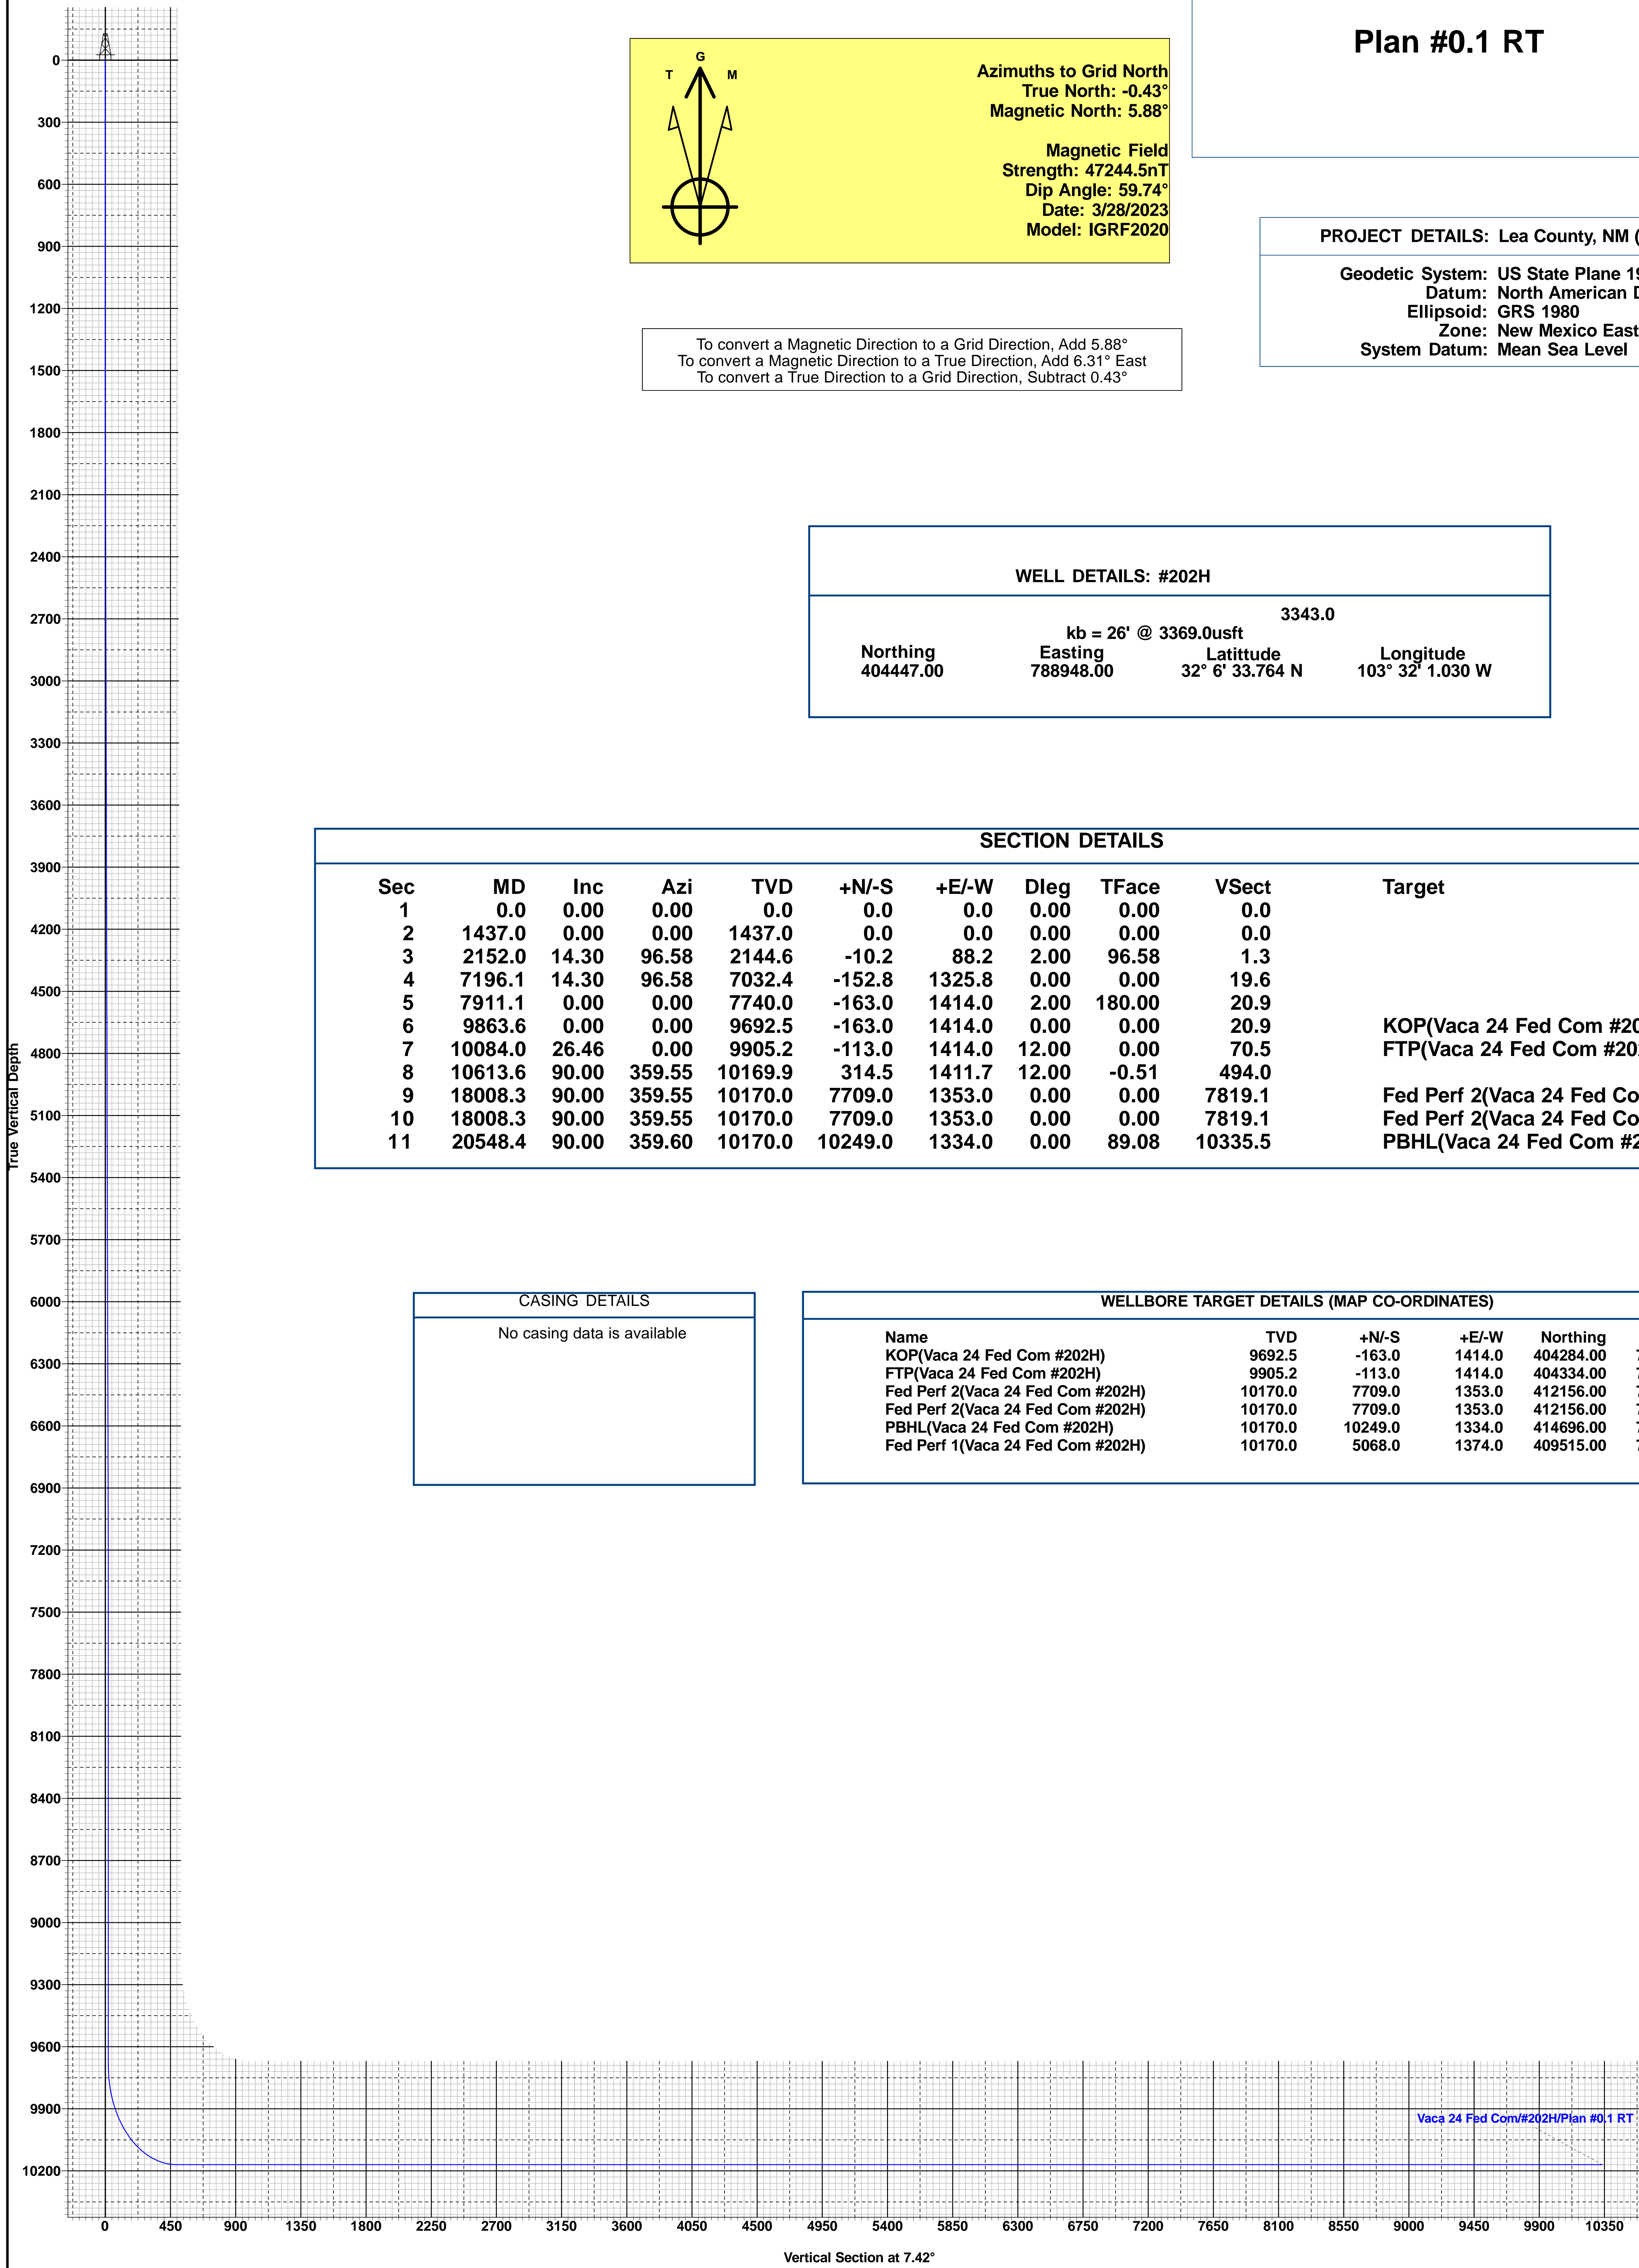 Plan #0.1 RT
T G M
Azimuths to Grid North
True North: -0.43°
Magnetic North: 5.88°
Magnetic Field
Strength: 47244.5nT
Dip Angle: 59.74°
Date: 3/28/2023
Model: IGRF2020
PROJECT DETAILS: Lea County, NM (
Geodetic System: US State Plane 19
Datum: North American D
Ellipsoid: GRS 1980
Zone: New Mexico East
System Datum: Mean Sea Level
To convert a Magnetic Direction to a Grid Direction, Add 5.88°
To convert a Magnetic Direction to a True Direction, Add 6.31° East
To convert a True Direction to a Grid Direction, Subtract 0.43°
WELL DETAILS: #202H
3343.0
kb = 26' @ 3369.0usft
Northing Easting Latittude Longitude
404447.00 788948.00 32° 6' 33.764 N 103° 32' 1.030 W
SECTION DETAILS
Sec MD Inc Azi TVD +N/-S +E/-W Dleg TFace VSect Target
1 0.0 0.00 0.00 0.0 0.0 0.0 0.00 0.00 0.0
2 1437.0 0.00 0.00 1437.0 0.0 0.0 0.00 0.00 0.0
3 2152.0 14.30 96.58 2144.6 -10.2 88.2 2.00 96.58 1.3
4 7196.1 14.30 96.58 7032.4 -152.8 1325.8 0.00 0.00 19.6
5 7911.1 0.00 0.00 7740.0 -163.0 1414.0 2.00 180.00 20.9
6 9863.6 0.00 0.00 9692.5 -163.0 1414.0 0.00 0.00 20.9 KOP(Vaca 24 Fed Com #20
7 10084.0 26.46 0.00 9905.2 -113.0 1414.0 12.00 0.00 70.5 FTP(Vaca 24 Fed Com #202
8 10613.6 90.00 359.55 10169.9 314.5 1411.7 12.00 -0.51 494.0
9 18008.3 90.00 359.55 10170.0 7709.0 1353.0 0.00 0.00 7819.1 Fed Perf 2(Vaca 24 Fed Co
10 18008.3 90.00 359.55 10170.0 7709.0 1353.0 0.00 0.00 7819.1 Fed Perf 2(Vaca 24 Fed Co
11 20548.4 90.00 359.60 10170.0 10249.0 1334.0 0.00 89.08 10335.5 PBHL(Vaca 24 Fed Com #2
CASING DETAILS
No casing data is available
WELLBORE TARGET DETAILS (MAP CO-ORDINATES)
Name TVD +N/-S +E/-W Northing
KOP(Vaca 24 Fed Com #202H) 9692.5 -163.0 1414.0 404284.00
FTP(Vaca 24 Fed Com #202H) 9905.2 -113.0 1414.0 404334.00
Fed Perf 2(Vaca 24 Fed Com #202H) 10170.0 7709.0 1353.0 412156.00
Fed Perf 2(Vaca 24 Fed Com #202H) 10170.0 7709.0 1353.0 412156.00
PBHL(Vaca 24 Fed Com #202H) 10170.0 10249.0 1334.0 414696.00
Fed Perf 1(Vaca 24 Fed Com #202H) 10170.0 5068.0 1374.0 409515.00
True Vertical Depth
0
300
600
900
1200
1500
1800
2100
2400
2700
3000
3300
3600
3900
4200
4500
4800
5100
5400
5700
6000
6300
6600
6900
7200
7500
7800
8100
8400
8700
9000
9300
9600
9900
10200
Vaca 24 Fed Com/#202H/Plan #0.1 RT
0 450 900 1350 1800 2250 2700 3150 3600 4050 4500 4950 5400 5850 6300 6750 7200 7650 8100 8550 9000 9450 9900 10350
Vertical Section at 7.42°